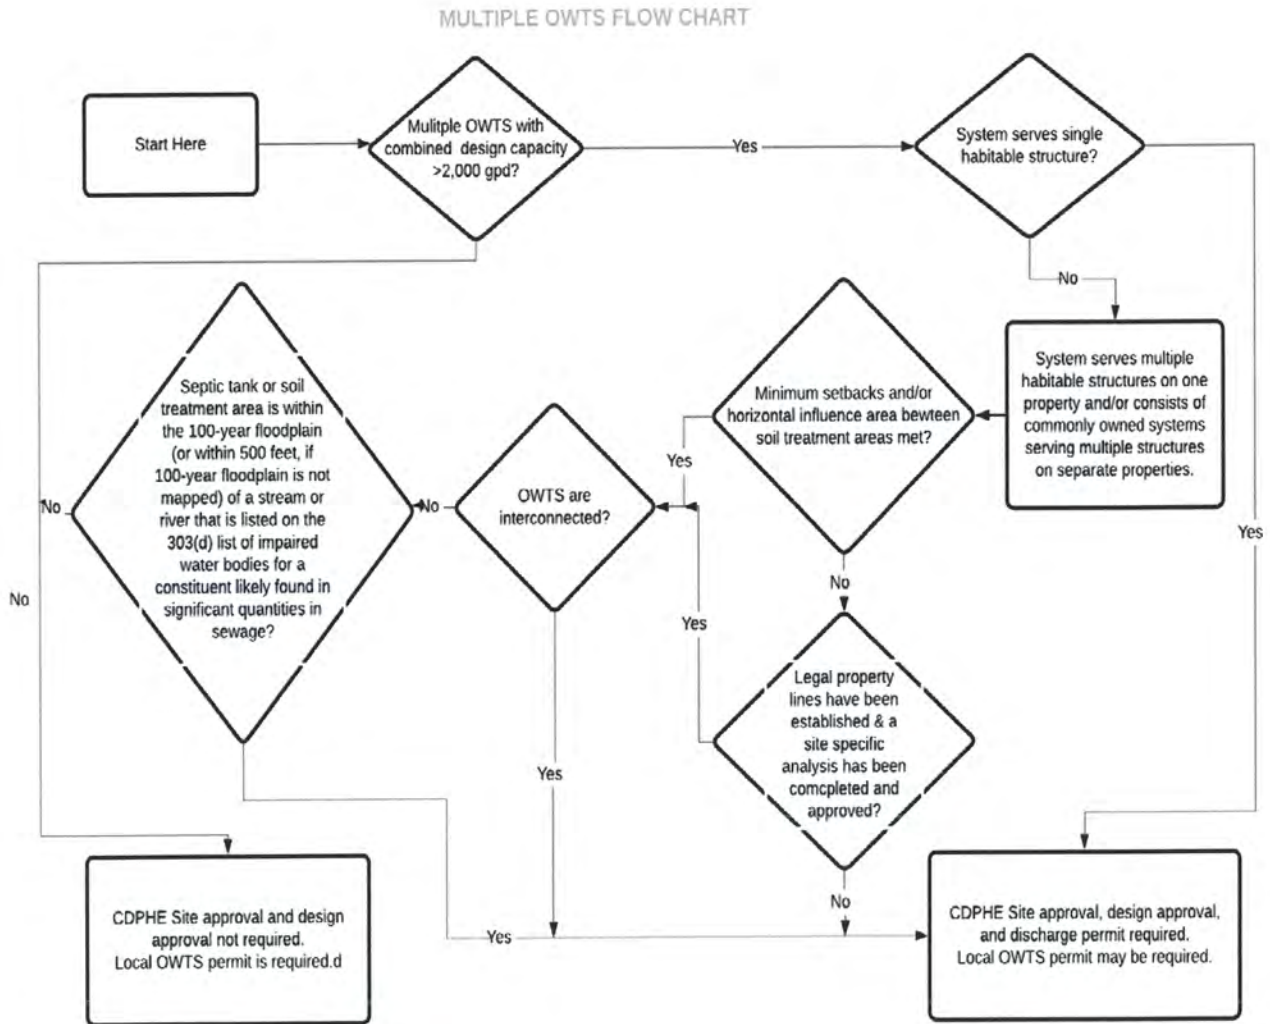 MULTIPLE OWTS FLOW CHART
Start Here
Mulitple OWTS with
combined design capacity
>2,000 gpd?
Yes
System serves single
habitable structure?
No
System serves multiple
habitable structures on one
property and/or consists of
commonly owned systems
serving multiple structures
on separate properties.
Yes
Minimum setbacks and/or
horizontal influence area bewteen
soil treatment areas met?
Yes
No
OWTS are
interconnected?
No
Yes
Septic tank or soil
treatment area is within
the 100-year floodplain
(or within 500 feet, if
100-year floodplain is not
mapped) of a stream or
river that is listed on the
303(d) list of impaired
water bodies for a
constituent likely found in
significant quantities in
sewage?
No
No
Yes
Legal property
lines have been
established & a
site specific
analysis has been
comcpleted and
approved?
Yes
No
CDPHE Site approval and design
approval not required.
Local OWTS permit is required.d
CDPHE Site approval, design approval,
and discharge permit required.
Local OWTS permit may be required.